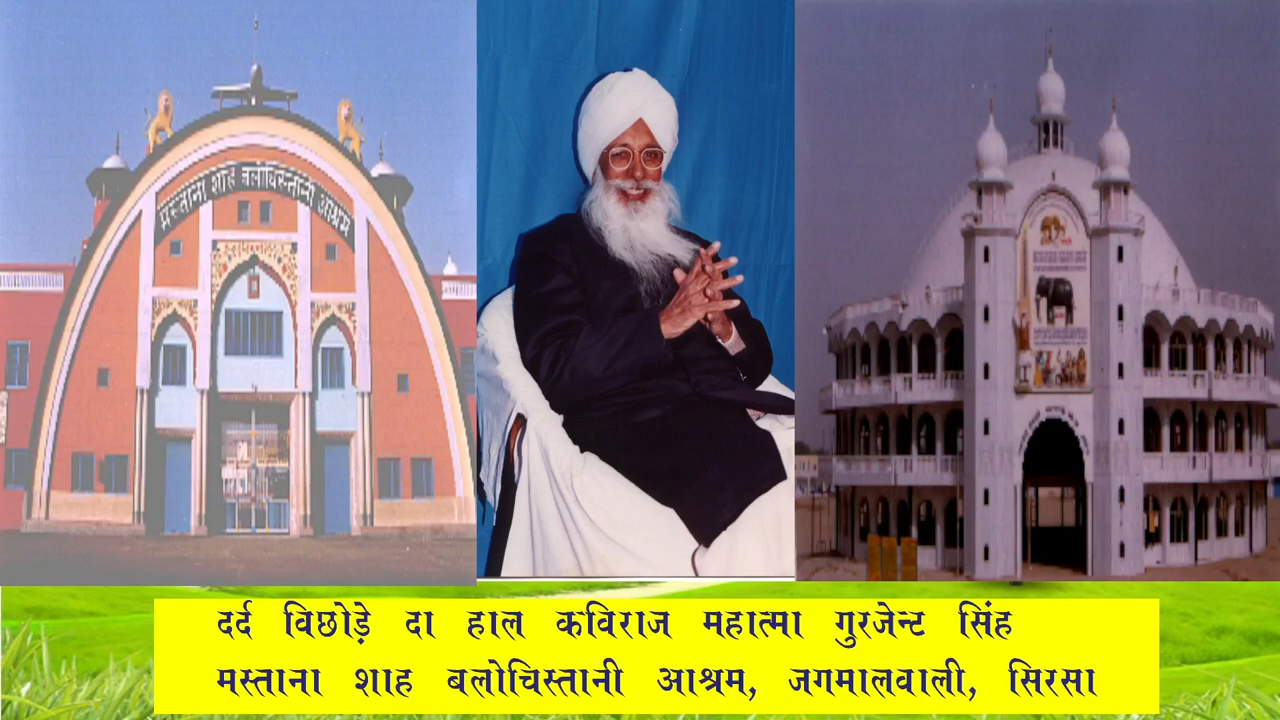 मस्ताना शाह बलोचिस्तानी आश्रम
दर्द विछोड़े दा हाल कविराज महात्मा गुरजेन्ट सिंह
मस्ताना शाह बलोचिस्तानी आश्रम, जगमालवाली, सिरसा